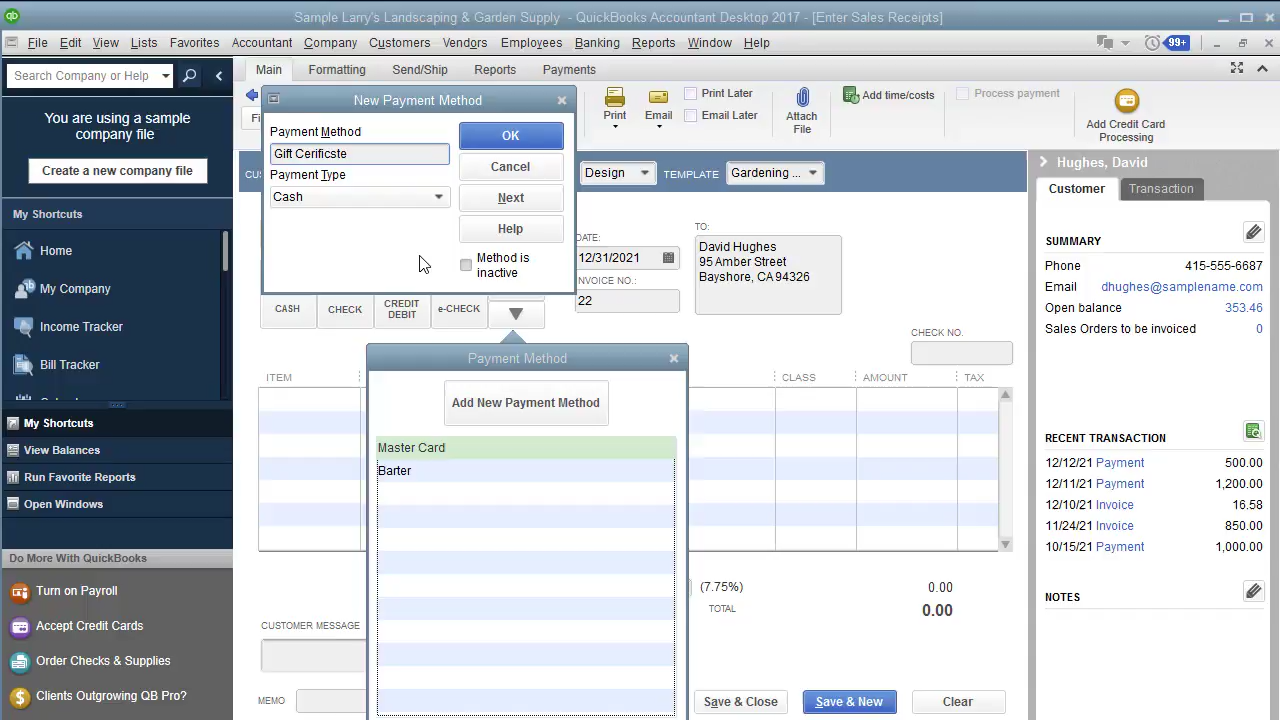 Sample Larry's Landscaping & Garden Supply - QuickBooks Accountant Desktop 2017 - [Enter Sales Receipts]
File Edit View Lists Favorites Accountant Company Customers Vendors Employees Banking Reports Window Help
99+
Search Company or Help
Main Formatting Send/Ship Reports Payments
You are using a sample
company file
Create a new company file
My Shortcuts
Home
My Company
Income Tracker
Bill Tracker
My Shortcuts
View Balances
Run Favorite Reports
Open Windows
Do More With QuickBooks
Turn on Payroll
Accept Credit Cards
Order Checks & Supplies
Clients Outgrowing QB Pro?
New Payment Method
Payment Method
Gift Cerificste
Payment Type
Cash
OK
Cancel
Next
Help
Method is
inactive
Print
Email
Print Later
Email Later
Attach
File
Add time/costs
Process payment
Add Credit Card
Processing
Design
TEMPLATE
Gardening ...
DATE:
12/31/2021
NVOICE NO.:
22
TO:
David Hughes
95 Amber Street
Bayshore, CA 94326
CASH
CHECK
CREDIT
DEBIT
e-CHECK
CHECK NO.
ITEM
CLASS
AMOUNT
TAX
Payment Method
Add New Payment Method
Master Card
Barter
(7.75%)
0.00
TOTAL
0.00
CUSTOMER MESSAGE
MEMO
Save & Close
Save & New
Clear
Hughes, David
Customer
Transaction
SUMMARY
Phone 415-555-6687
Email dhughes@samplename.com
Open balance 353.46
Sales Orders to be invoiced 0
RECENT TRANSACTION
12/12/21 Payment 500.00
12/11/21 Payment 1,200.00
12/10/21 Invoice 16.58
11/24/21 Invoice 850.00
10/15/21 Payment 1,000.00
NOTES